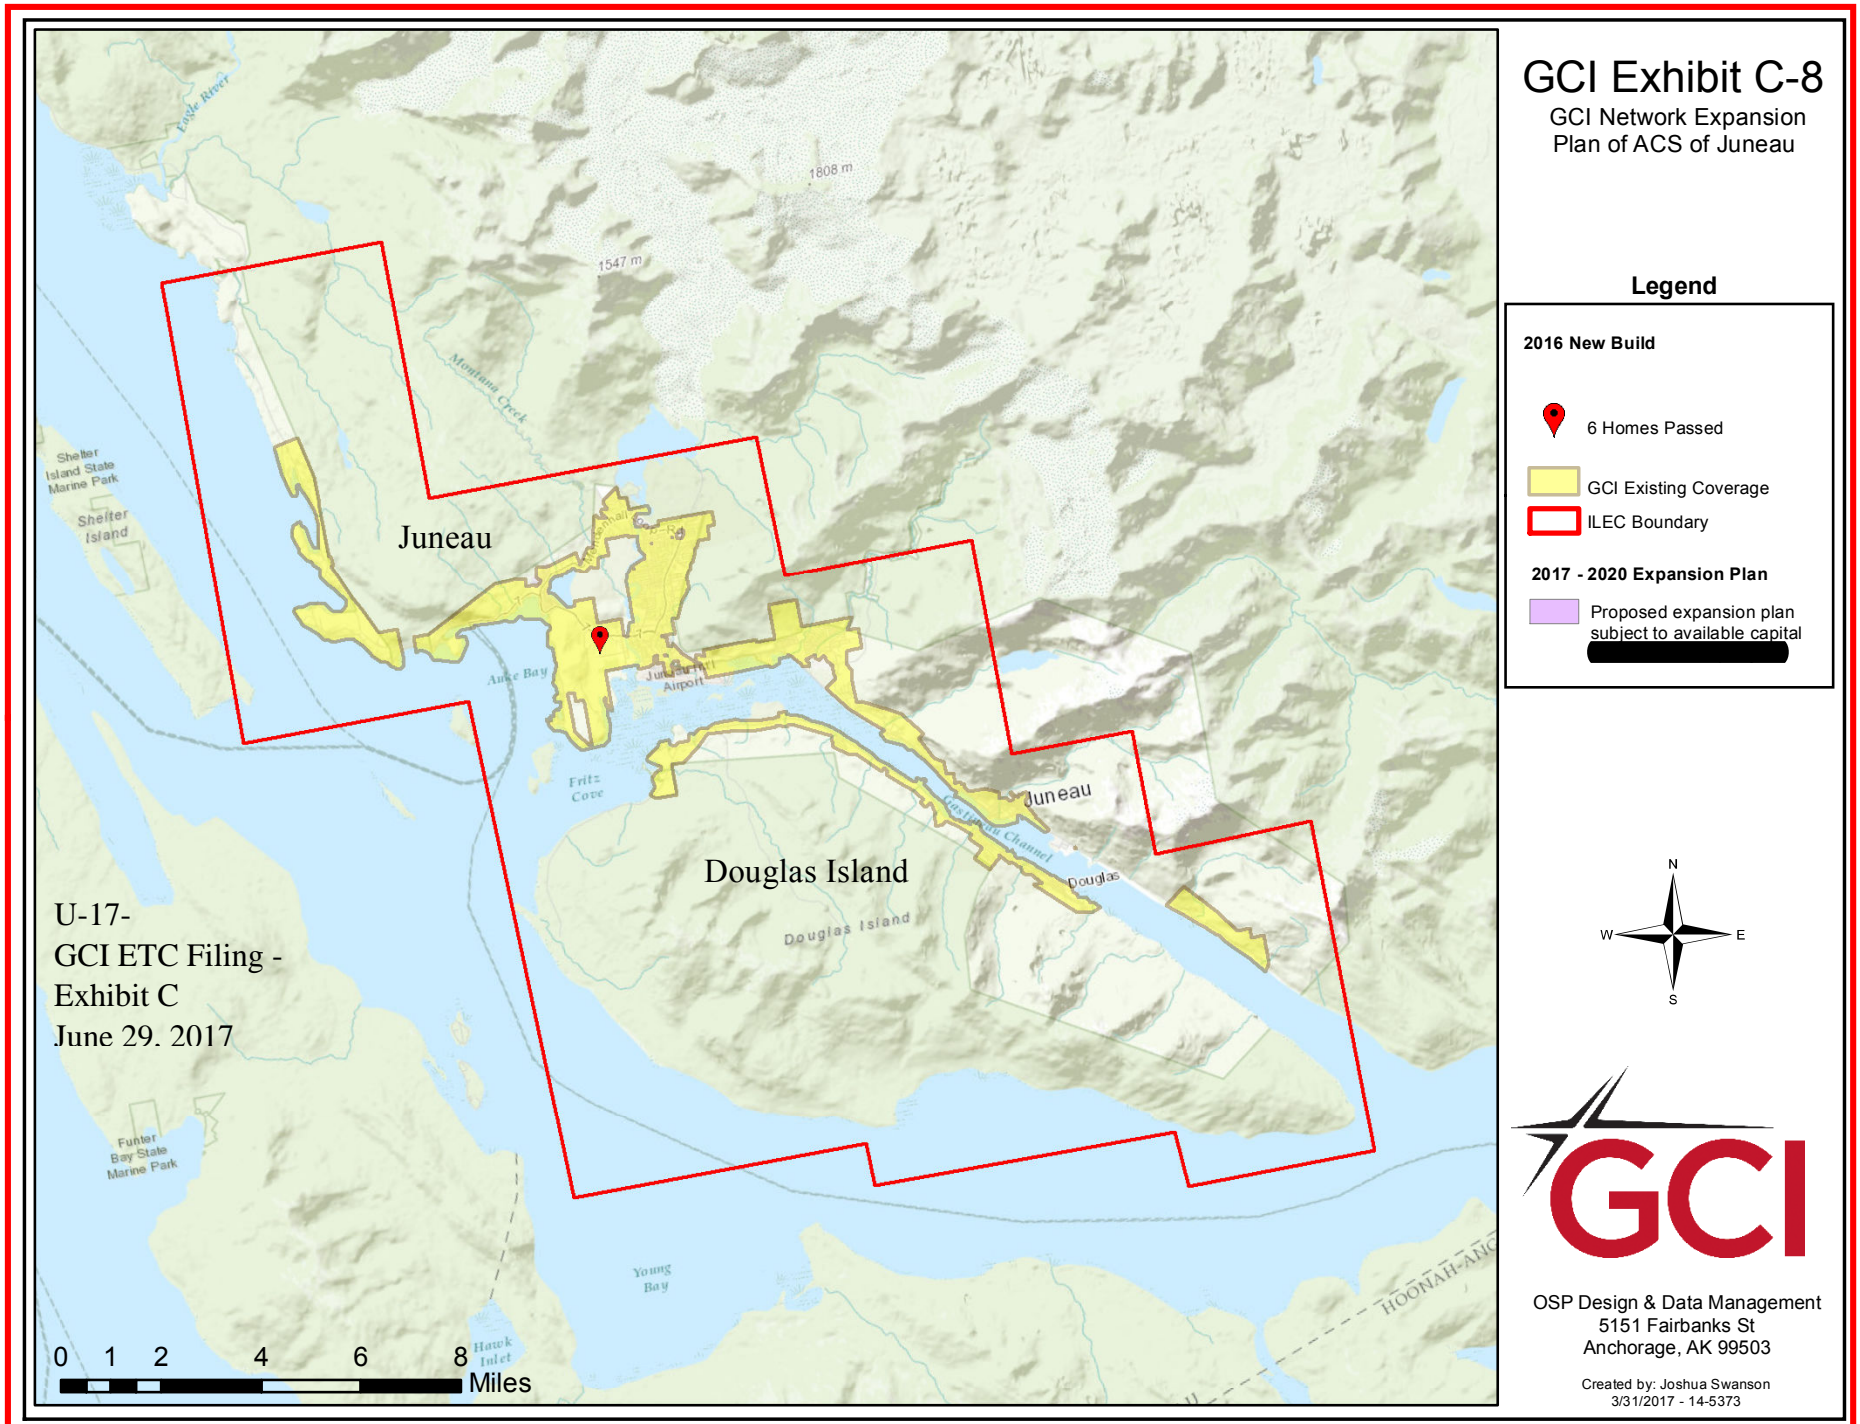 GCI Exhibit C-8
GCI Network Expansion
Plan of ACS of Juneau
Legend
2016 New Build
6 Homes Passed
GCI Existing Coverage
ILEC Boundary
2017 - 2020 Expansion Plan
Proposed expansion plan
subject to available capital
N
W
E
S
GCI
OSP Design & Data Management
5151 Fairbanks St
Anchorage, AK 99503
Created by: Joshua Swanson
3/31/2017 - 14-5373
Eagle River
1808 m
1547 m
Montana Creek
Shelter
Island State
Marine Park
Shelter
Island
Juneau
Mendenhall Loop Rd
Auke Bay
Juneau Intl
Airport
Fritz
Cove
Juneau
Gastineau Channel
Douglas
Douglas Island
Douglas Island
U-17-
GCI ETC Filing -
Exhibit C
June 29, 2017
Funter
Bay State
Marine Park
Young
Bay
HOONAH-ANG
Hawk
Inlet
0 1 2 4 6 8
Miles